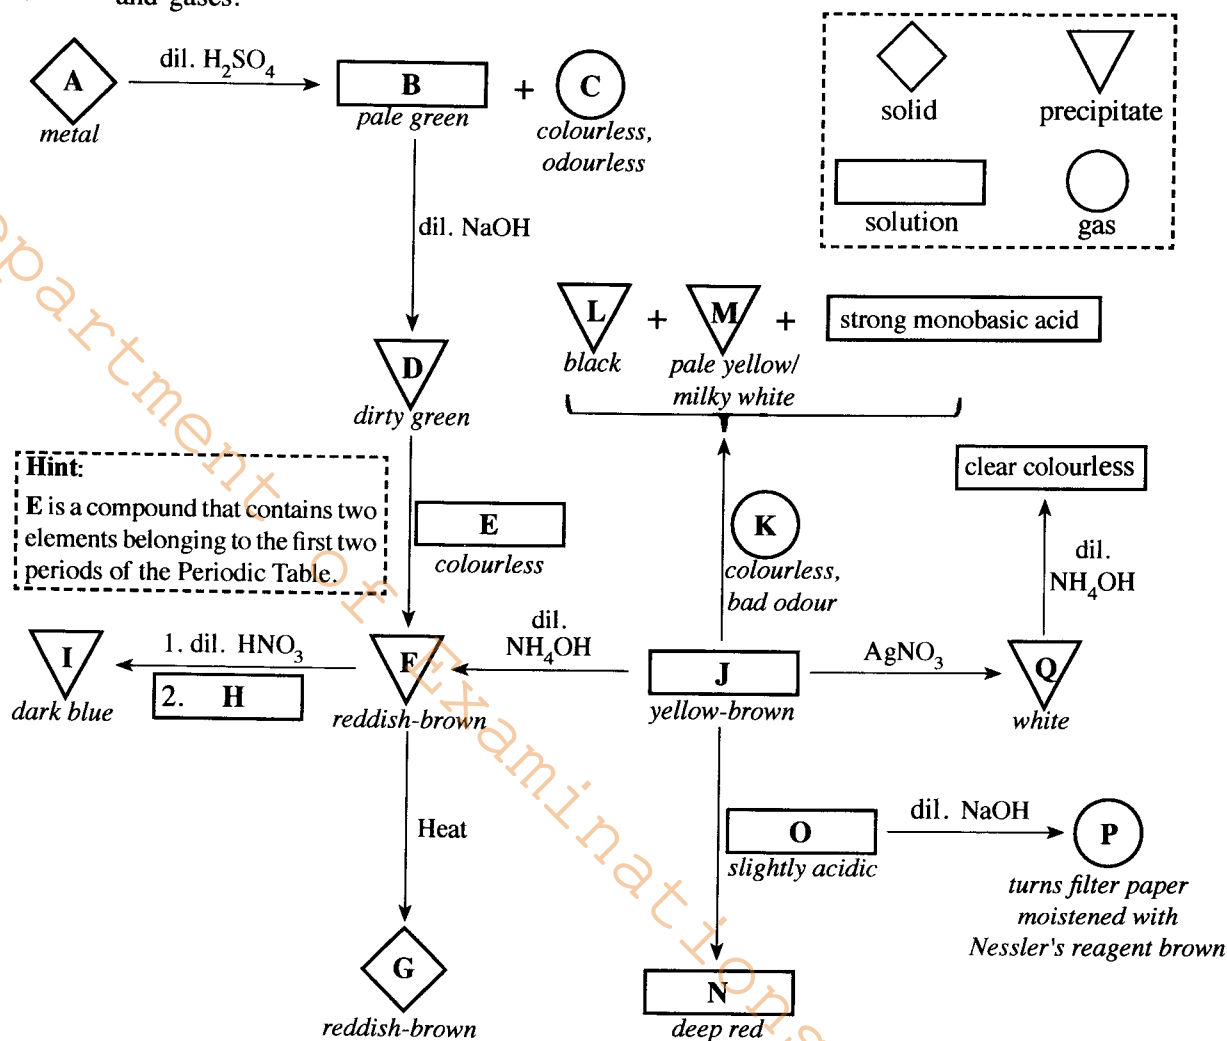 and gases.
A
metal
dil. H2SO4
B
pale green
+
C
colourless,
odourless
solid
precipitate
solution
gas
dil. NaOH
D
dirty green
L
black
+
M
pale yellow/
milky white
+
strong monobasic acid
Hint:
E is a compound that contains two
elements belonging to the first two
periods of the Periodic Table.
E
colourless
K
colourless,
bad odour
clear colourless
dil.
NH4OH
I
dark blue
1. dil. HNO3
2. H
F
reddish-brown
dil.
NH4OH
J
yellow-brown
AgNO3
Q
white
Heat
G
reddish-brown
O
slightly acidic
dil. NaOH
P
turns filter paper
moistened with
Nessler's reagent brown
N
deep red
epartment of Examinations